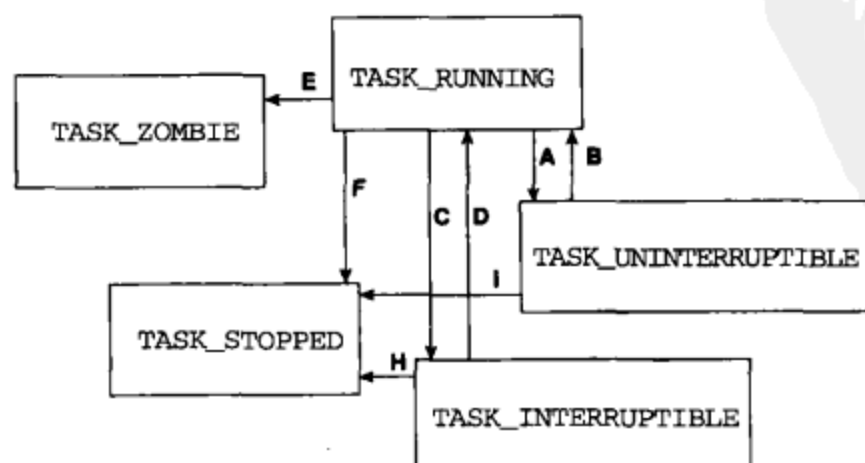 TASK_RUNNING
E
TASK_ZOMBIE
A
B
F
C
D
TASK_UNINTERRUPTIBLE
i
TASK_STOPPED
H
TASK_INTERRUPTIBLE